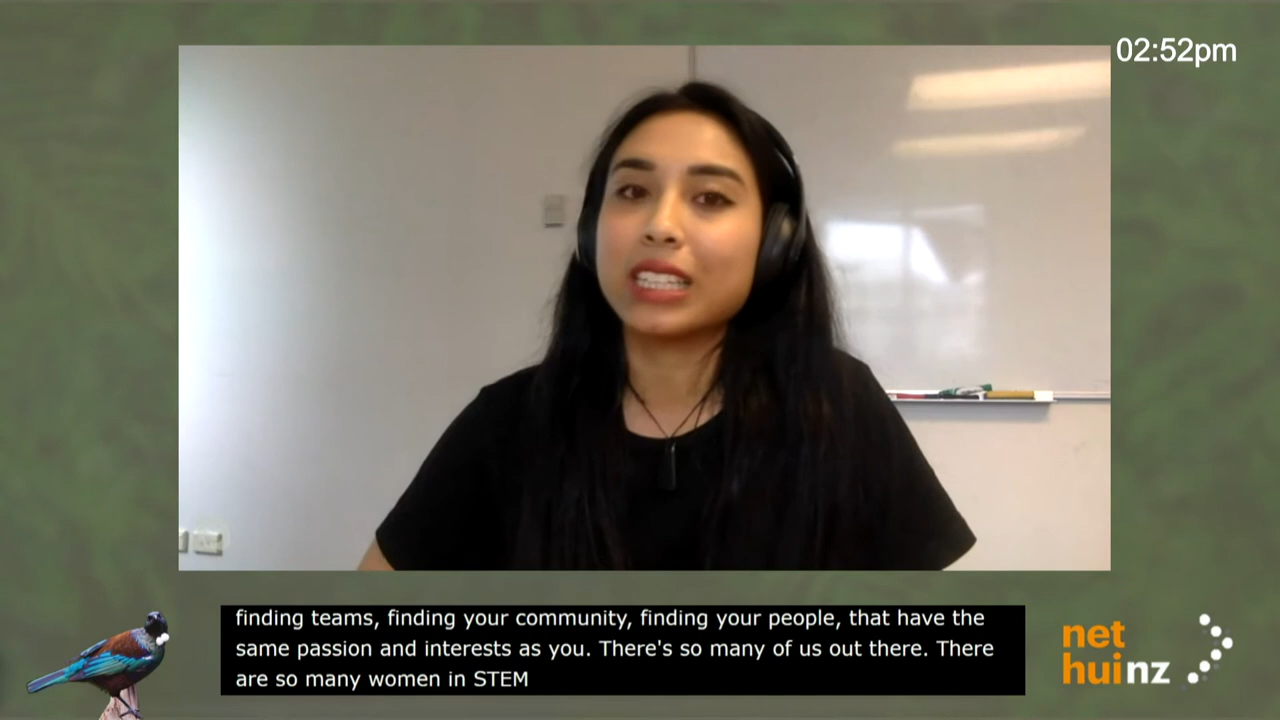 02:52pm
finding teams, finding your community, finding your people, that have the
same passion and interests as you. There's so many of us out there. There
are so many women in STEM
net
huinz